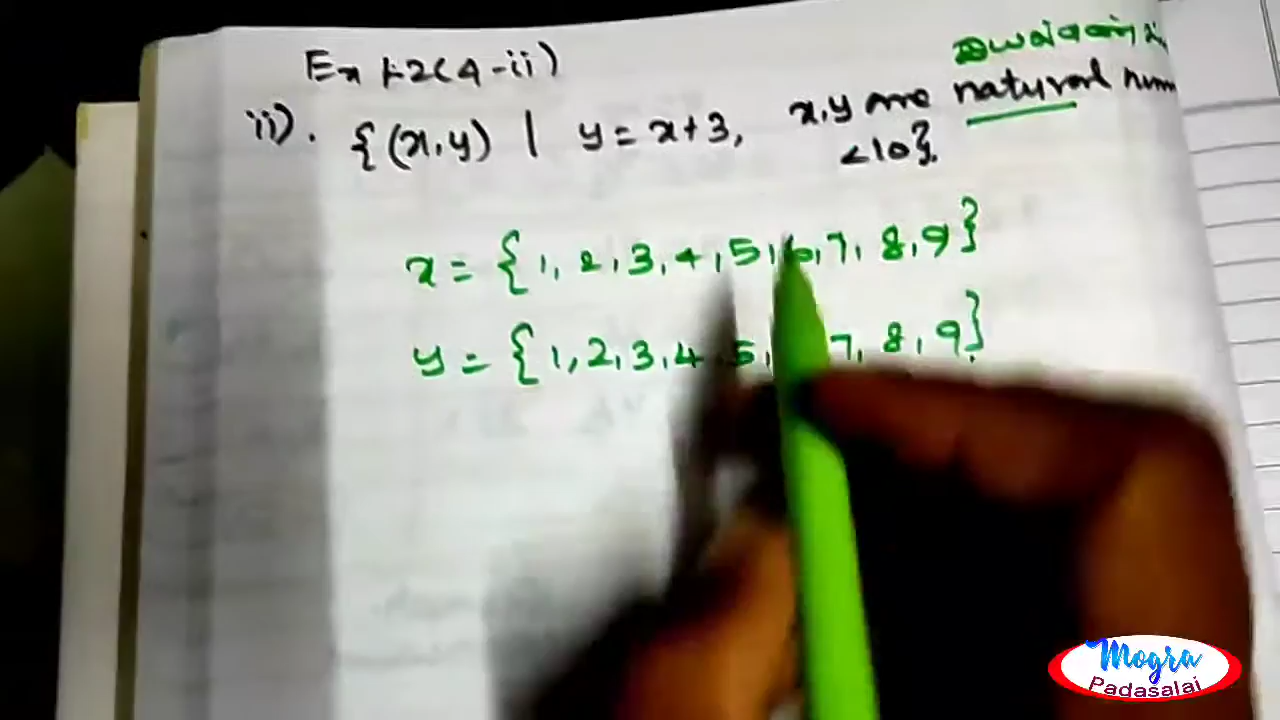 Ex 1.2(4-ii)
ii). {(x,y) | y = x+3, x,y are natural num
<10}.
x = {1, 2, 3, 4, 5, 6, 7, 8, 9}
y = {1, 2, 3, 4, 5, 7, 8, 9}
Mogra
Padasalai